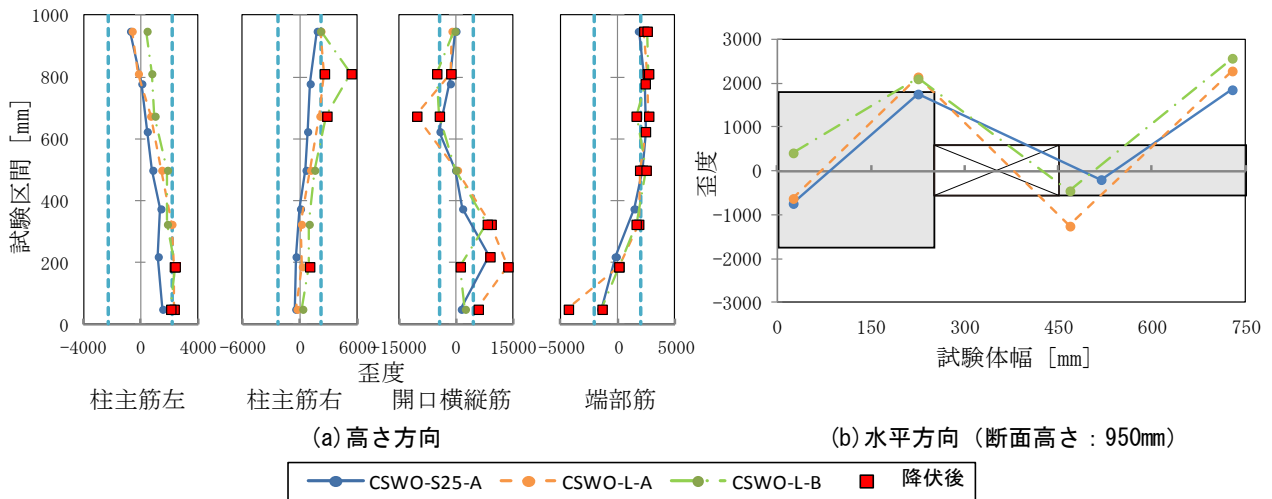 1000
800
600
400
200
0
試験区間 [mm]
-4000 0 4000
-6000 0 6000
-15000 0 15000
-5000 0 5000
歪度
柱主筋左 柱主筋右 開口横縦筋 端部筋
(a)高さ方向
3000
2000
1000
0
-1000
-2000
-3000
歪度
0 150 300 450 600 750
試験体幅 [mm]
(b)水平方向（断面高さ：950mm）
CSWO-S25-A CSWO-L-A CSWO-L-B 降伏後